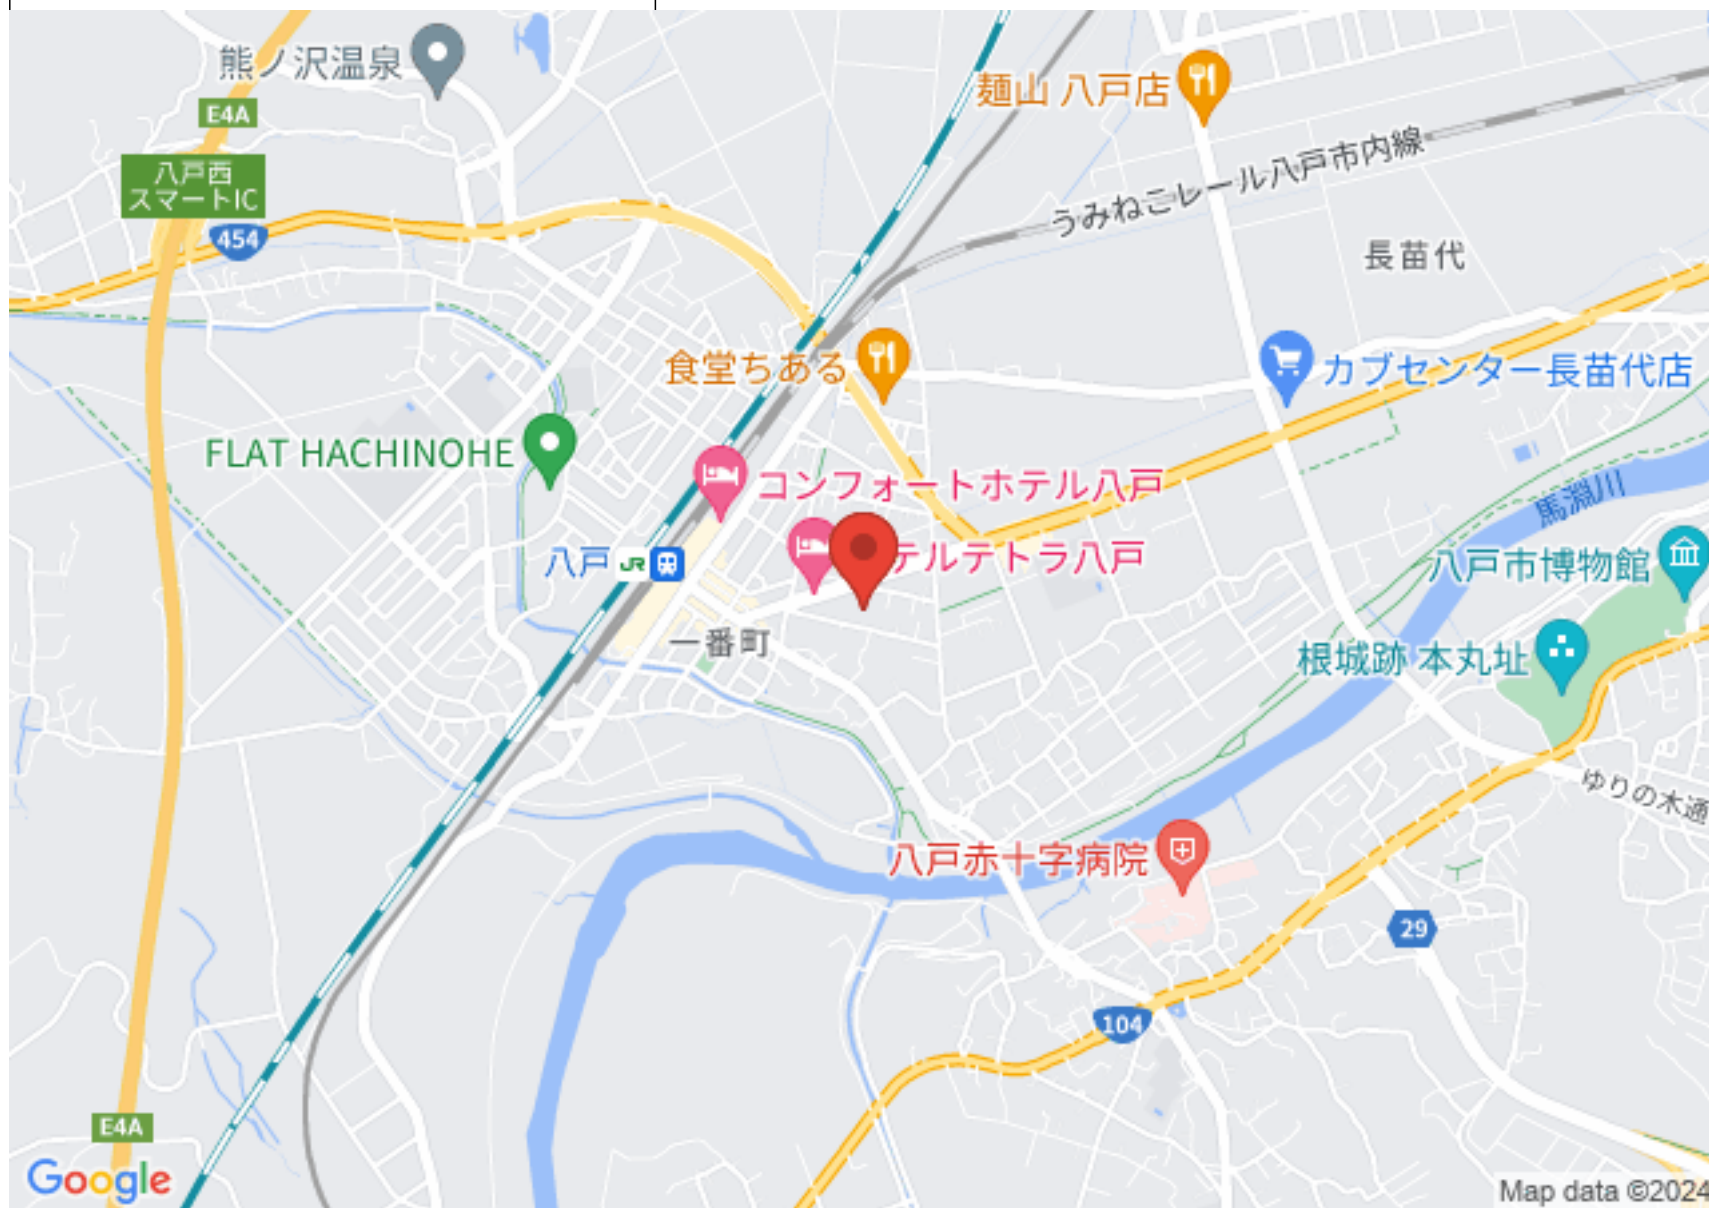 熊ノ沢温泉
麺山 八戸店
E4A
うみねこレール八戸市内線
八戸西
スマートIC
454
長苗代
食堂ちある
カブセンター長苗代店
FLAT HACHINOHE
コンフォートホテル八戸
馬淵川
八戸
JR
テルテトラ八戸
八戸市博物館
一番町
根城跡 本丸址
ゆりの木通
八戸赤十字病院
29
104
E4A
Google
Map data ©2024